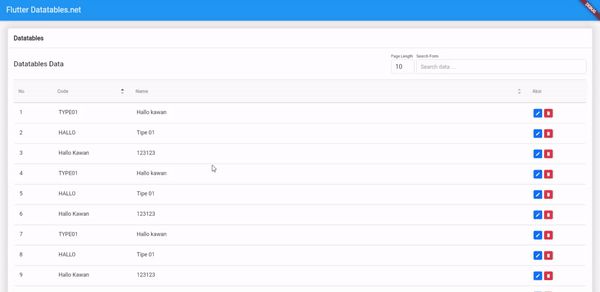 Flutter Datatables.net
DEBUG
Datatables
Page Length
Search Form
Datatables Data
10
Search data...
No
Code
Name
Aksi
1 TYPE01 Hallo kawan
2 HALLO Tipe 01
3 Hallo Kawan 123123
4 TYPE01 Hallo kawan
5 HALLO Tipe 01
6 Hallo Kawan 123123
7 TYPE01 Hallo kawan
8 HALLO Tipe 01
9 Hallo Kawan 123123